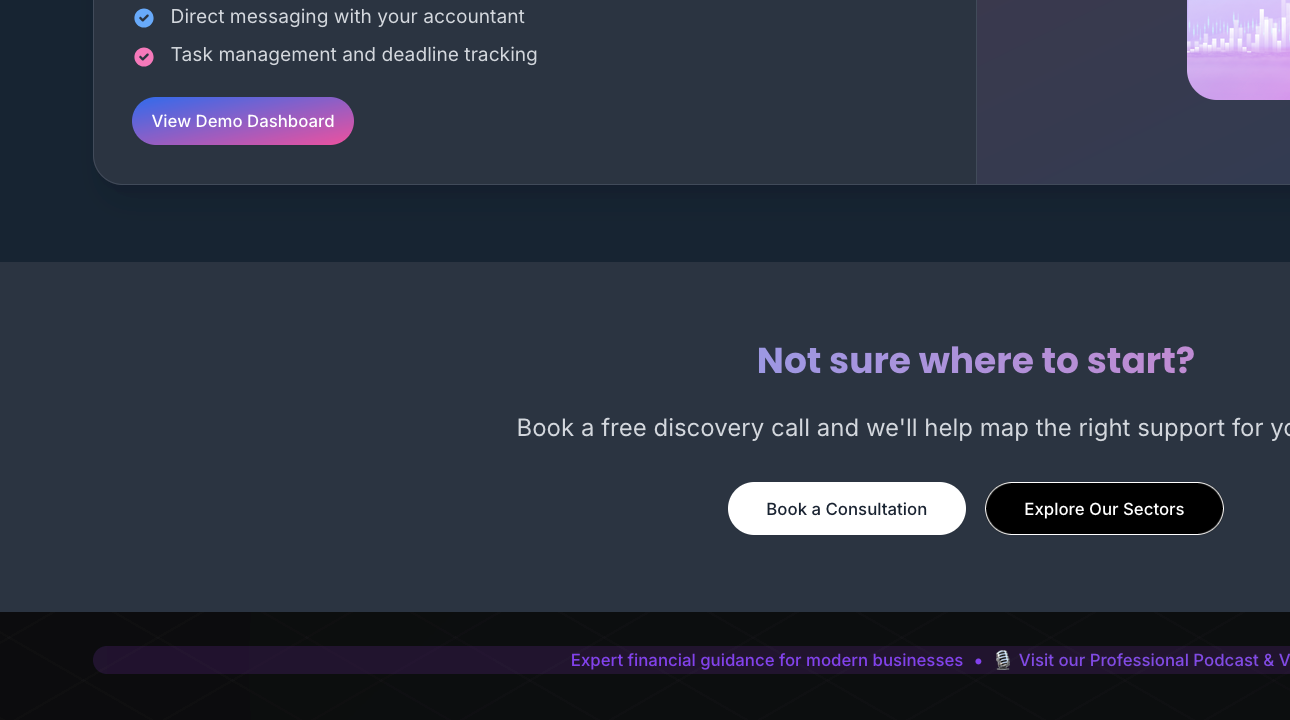 Direct messaging with your accountant
Task management and deadline tracking
View Demo Dashboard
Not sure where to start?
Book a free discovery call and we'll help map the right support for
Book a Consultation
Explore Our Sectors
Expert financial guidance for modern businesses • 🎙️ Visit our Professional Podcast &